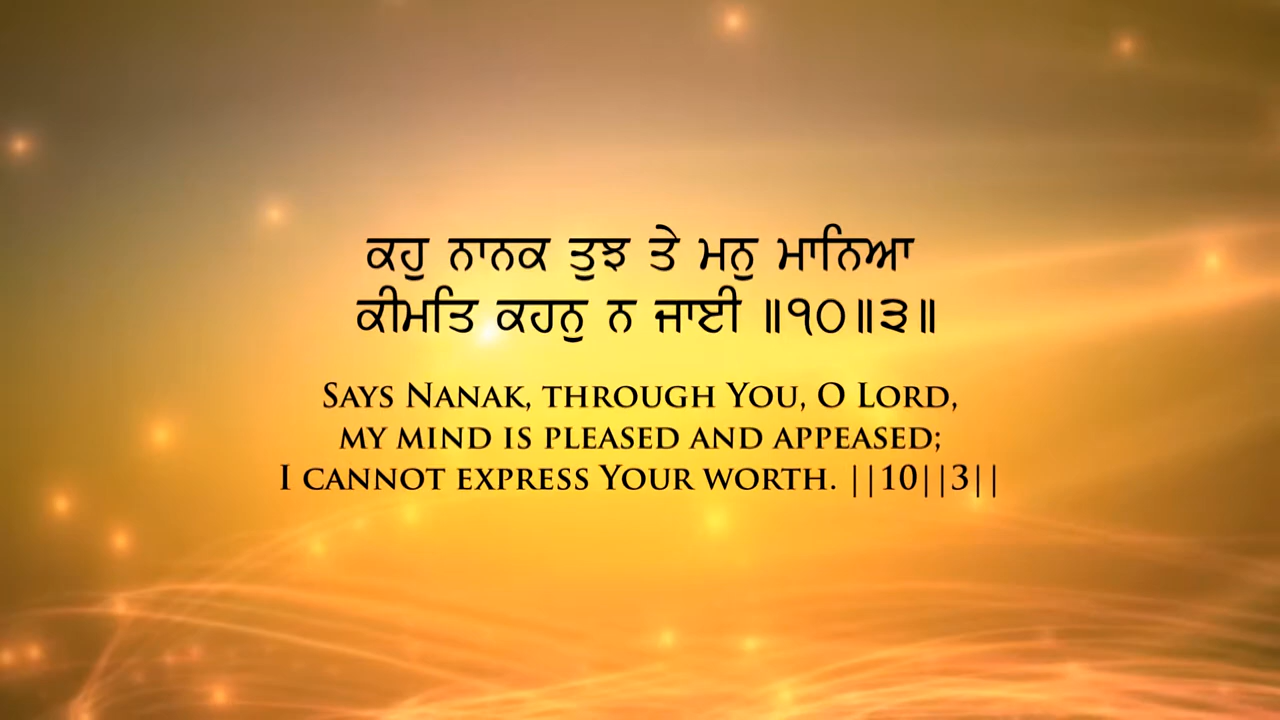 ਕਹੁ ਨਾਨਕ ਤੁਝ ਤੇ ਮਨੁ ਮਾਨਿਆ
ਕੀਮਤਿ ਕਹਨੁ ਨ ਜਾਈ ॥੧੦॥੩॥
Says Nanak, through You, O Lord,
my mind is pleased and appeased;
I cannot express Your worth. ||10||3||